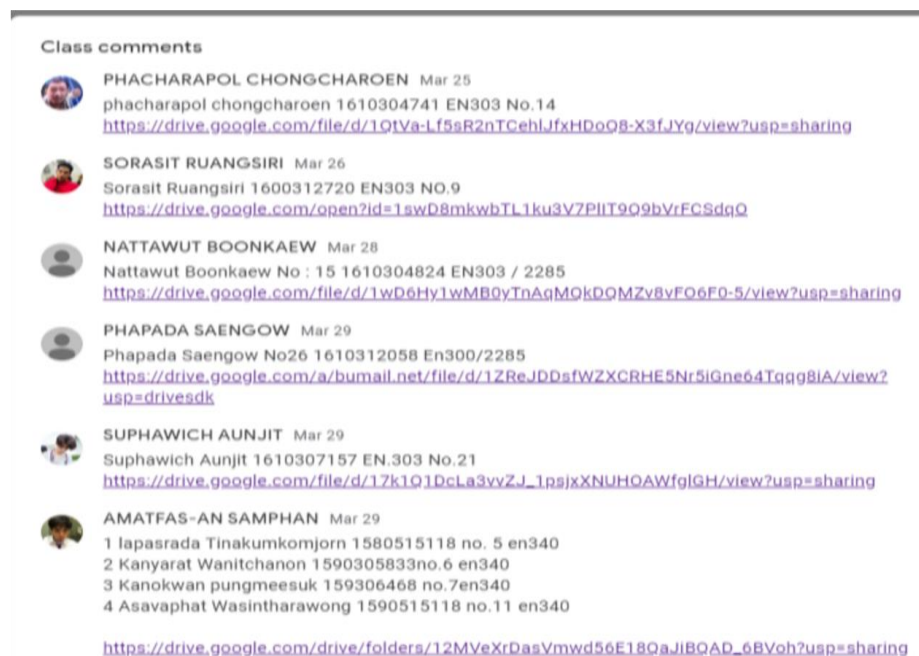 Class comments
PHACHARAPOL CHONGCHAROEN Mar 25
phacharapol chongcharoen 1610304741 EN303 No.14
https://drive.google.com/file/d/1QtVa-Lf5sR2nTCehlJfxHDoQ8-X3fJYg/view?usp=sharing
SORASIT RUANGSIRI Mar 26
Sorasit Ruangsiri 1600312720 EN303 NO.9
https://drive.google.com/open?id=1swD8mkwbTL1ku3V7PlIT9Q9bVrFCSdqO
NATTAWUT BOONKAEW Mar 28
Nattawut Boonkaew No : 15 1610304824 EN303 / 2285
https://drive.google.com/file/d/1wD6Hy1wMB0yTnAqMQkDQMZv8vFO6F0-5/view?usp=sharing
PHAPADA SAENGOW Mar 29
Phapada Saengow No26 1610312058 En300/2285
https://drive.google.com/a/bumail.net/file/d/1ZReJDDsfWZXCRHE5Nr5iGne64Tqqg8iA/view?
usp=drivesdk
SUPHAWICH AUNJIT Mar 29
Suphawich Aunjit 1610307157 EN.303 No.21
https://drive.google.com/file/d/17k1Q1DcLa3vvZJ_1psjxXNUHOAWfglGH/view?usp=sharing
AMATFAS-AN SAMPHAN Mar 29
1 lapasrada Tinakumkomjorn 1580515118 no. 5 en340
2 Kanyarat Wanitchanon 1590305833no.6 en340
3 Kanokwan pungmeesuk 159306468 no.7en340
4 Asavaphat Wasintharawong 1590515118 no.11 en340
https://drive.google.com/drive/folders/12MVeXrDasVmwd56E18QaJiBQAD_6BVoh?usp=sharing